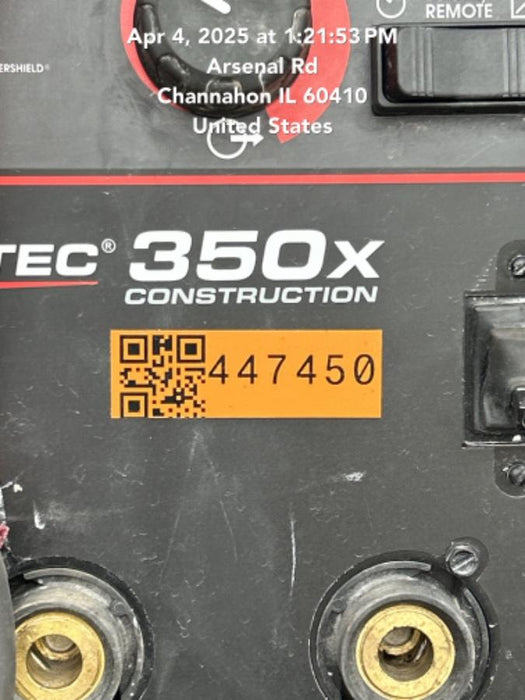 Apr 4, 2025 at 1:21:53 PM
Arsenal Rd
Channahon IL 60410
United States
REMOTE
ERSHIELD®
TEC® 350x
CONSTRUCTION
447450